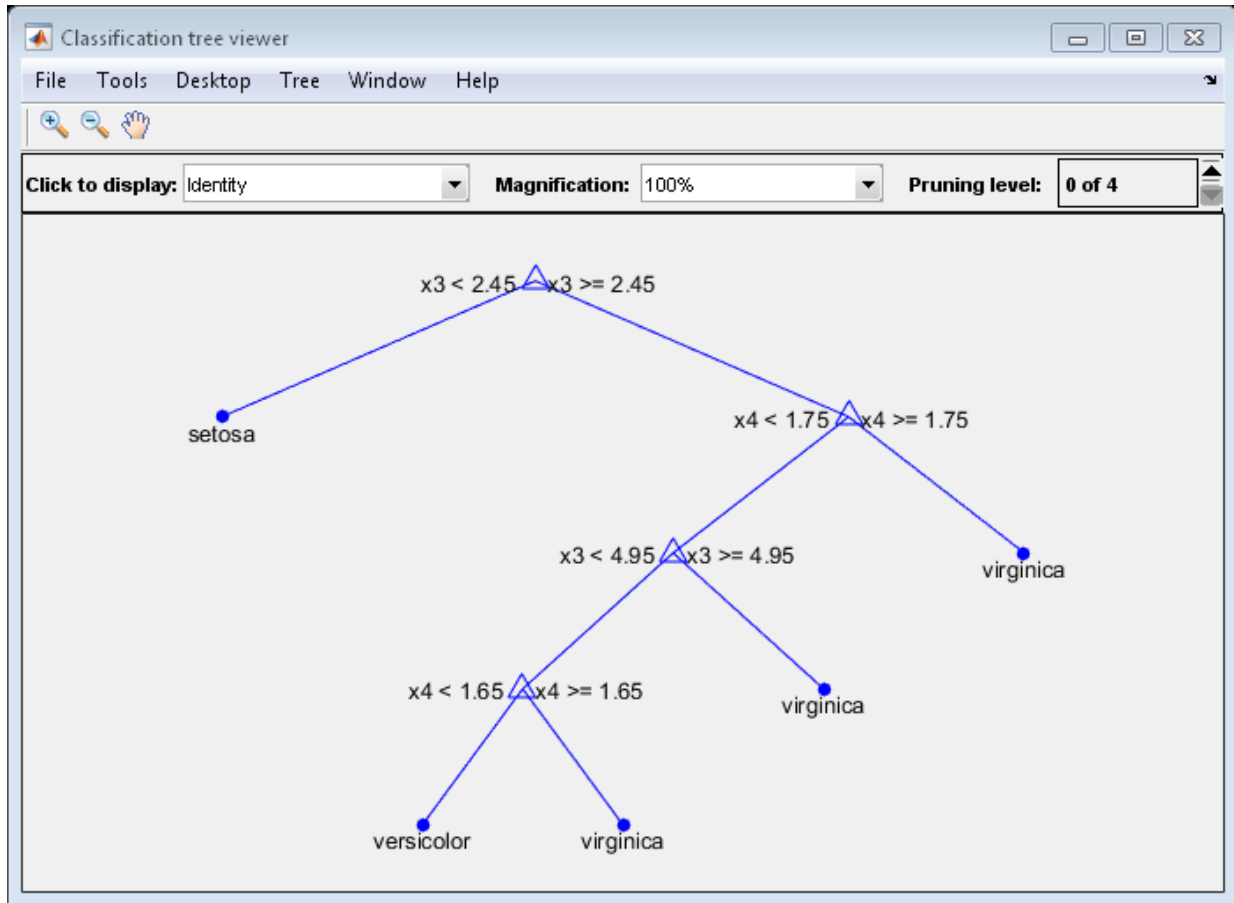 Classification tree viewer
File Tools Desktop Tree Window Help
Click to display: Identity Magnification: 100% Pruning level: 0 of 4
x3 < 2.45 x3 >= 2.45
setosa
x4 < 1.75 x4 >= 1.75
x3 < 4.95 x3 >= 4.95
virginica
x4 < 1.65 x4 >= 1.65
virginica
versicolor virginica